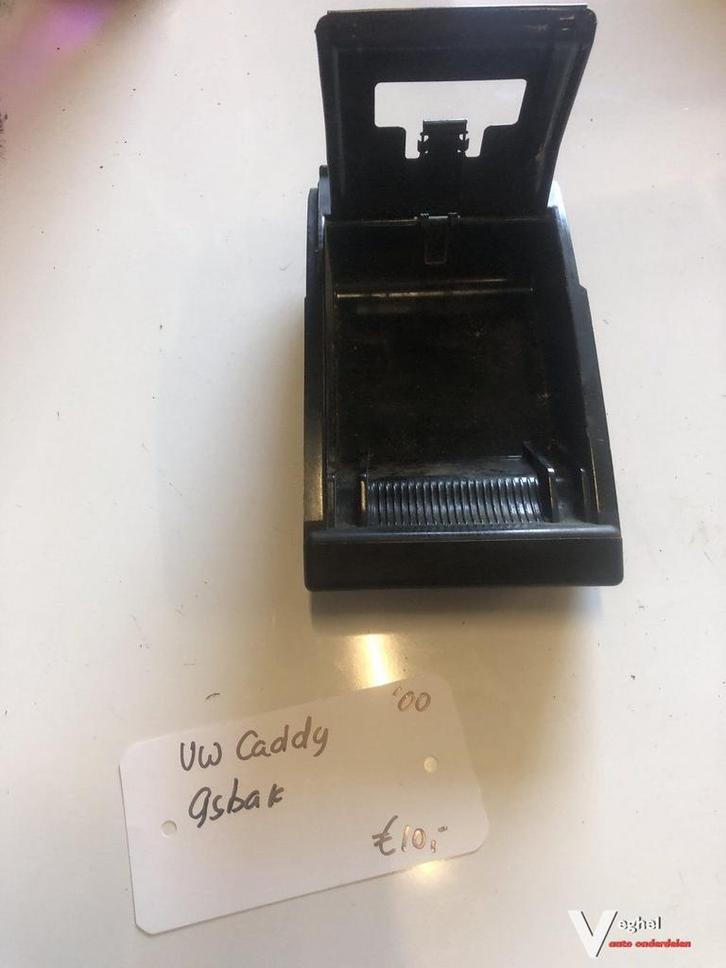 '00
VW Caddy
asbak
€10,-
Veghel
auto onderdelen